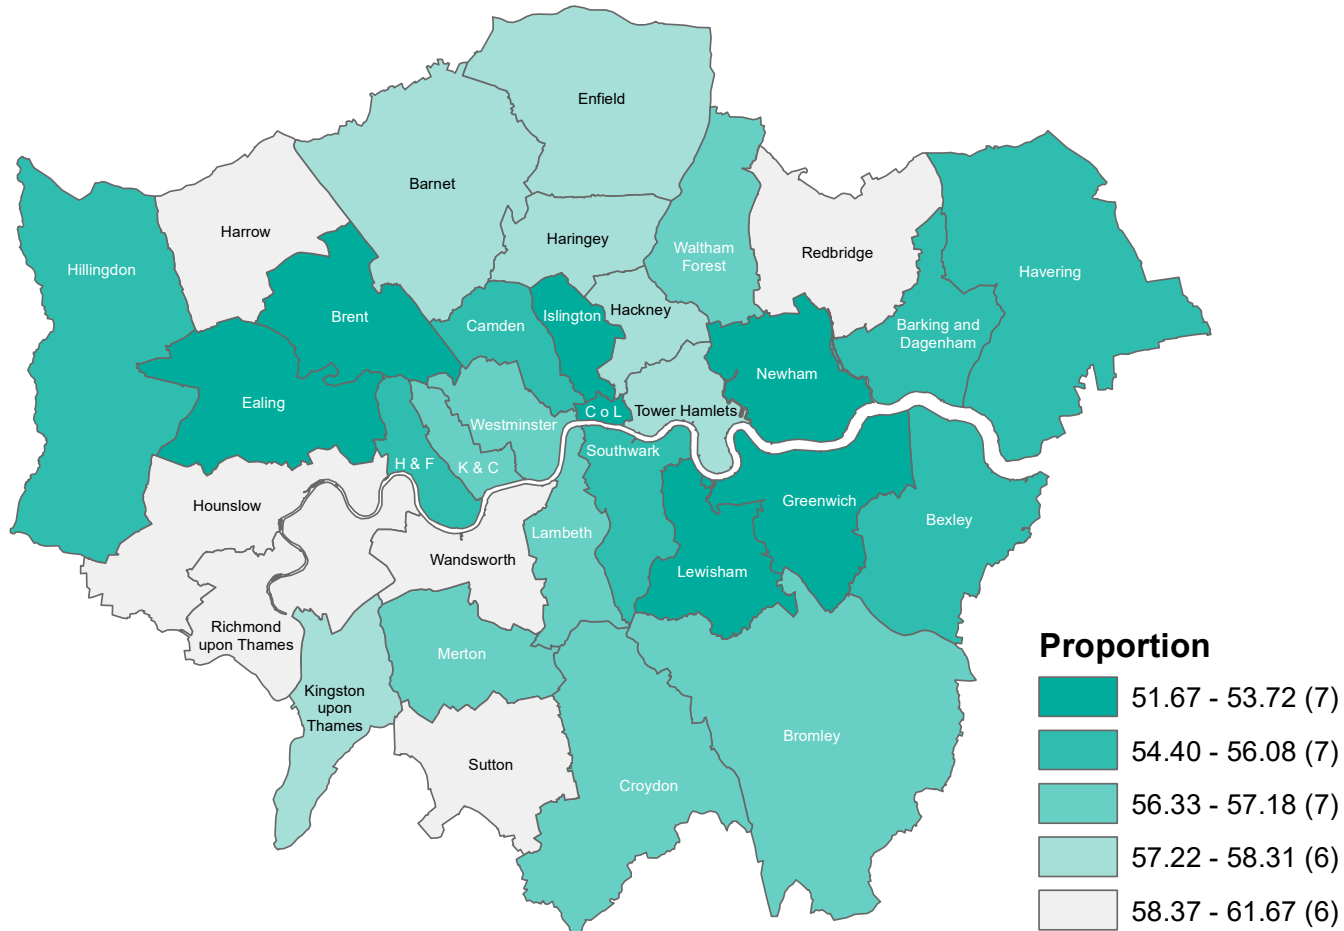 Enfield
Barnet
Harrow
Haringey
Waltham
Forest
Redbridge
Hillingdon
Havering
Brent
Camden
Islington
Hackney
Barking and
Dagenham
Newham
Ealing
Westminster
C o L
Tower Hamlets
H & F
K & C
Southwark
Hounslow
Greenwich
Bexley
Lambeth
Wandsworth
Lewisham
Richmond
upon Thames
Merton
Kingston
upon
Thames
Sutton
Croydon
Bromley
Proportion
51.67 - 53.72 (7)
54.40 - 56.08 (7)
56.33 - 57.18 (7)
57.22 - 58.31 (6)
58.37 - 61.67 (6)